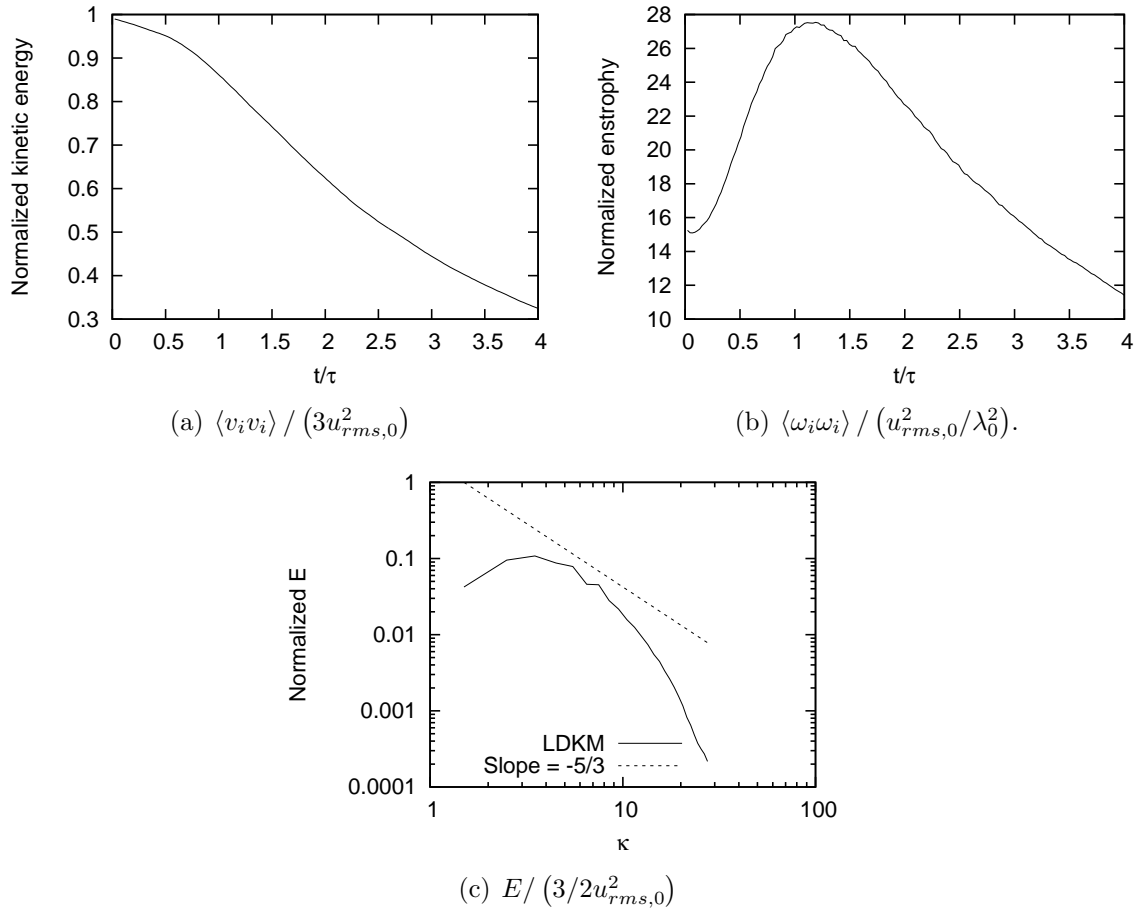 Normalized kinetic energy
1
0.9
0.8
0.7
0.6
0.5
0.4
0.3
0 0.5 1 1.5 2 2.5 3 3.5 4
t/τ
(a) ⟨v_i v_i⟩ / (3u²_{rms,0})
Normalized enstrophy
28
26
24
22
20
18
16
14
12
10
0 0.5 1 1.5 2 2.5 3 3.5 4
t/τ
(b) ⟨ω_i ω_i⟩ / (u²_{rms,0}/λ²_0).
Normalized E
1
0.1
0.01
0.001
0.0001
LDKM
Slope = -5/3
1 10 100
κ
(c) E/ (3/2u²_{rms,0})